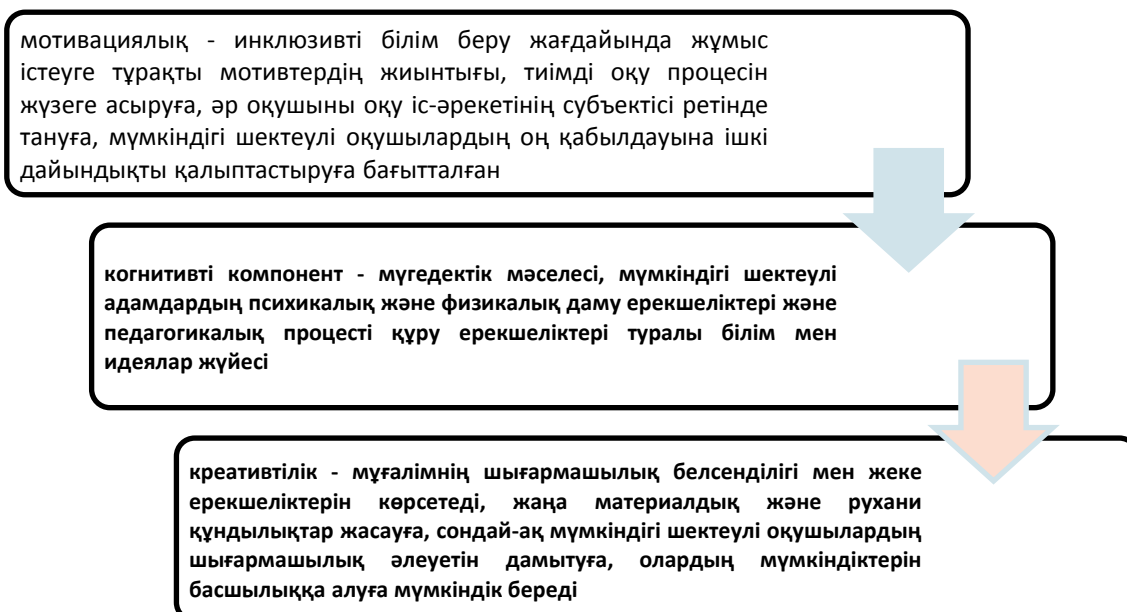 мотивациялық - инклюзивті білім беру жағдайында жұмыс
істеуге тұрақты мотивтердің жиынтығы, тиімді оқу процесін
жүзеге асыруға, әр оқушыны оқу іс-әрекетінің субъектісі ретінде
тануға, мүмкіндігі шектеулі оқушылардың оң қабылдауына ішкі
дайындықты қалыптастыруға бағытталған
когнитивті компонент - мүгедектік мәселесі, мүмкіндігі шектеулі
адамдардың психикалық және физикалық даму ерекшеліктері және
педагогикалық процесті құру ерекшеліктері туралы білім мен
идеялар жүйесі
креативтілік - мұғалімнің шығармашылық белсенділігі мен жеке
ерекшеліктерін көрсетеді, жаңа материалдық және рухани
құндылықтар жасауға, сондай-ақ мүмкіндігі шектеулі оқушылардың
шығармашылық әлеуетін дамытуға, олардың мүмкіндіктерін
басшылыққа алуға мүмкіндік береді